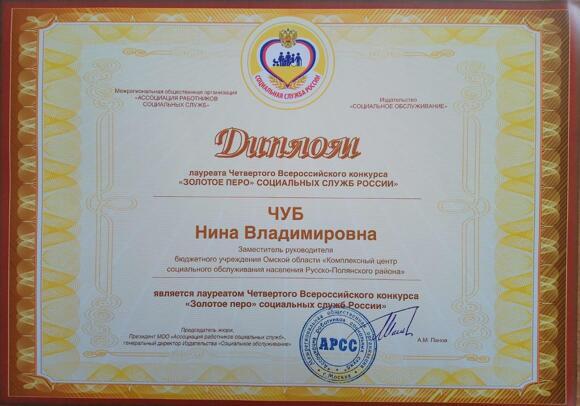 СОЦИАЛЬНАЯ СЛУЖБА РОССИИ
Межрегиональная общественная организация
«АССОЦИАЦИЯ РАБОТНИКОВ
СОЦИАЛЬНЫХ СЛУЖБ»
Издательство
«СОЦИАЛЬНОЕ ОБСЛУЖИВАНИЕ»
Диплом
лауреата Четвертого Всероссийского конкурса
«ЗОЛОТОЕ ПЕРО» СОЦИАЛЬНЫХ СЛУЖБ РОССИИ»
ЧУБ
Нина Владимировна
Заместитель руководителя
бюджетного учреждения Омской области «Комплексный центр
социального обслуживания населения Русско-Полянского района»
является лауреатом Четвертого Всероссийского конкурса
«Золотое перо» социальных служб России»
Председатель жюри,
Президент МОО «Ассоциация работников социальных служб»,
генеральный директор Издательства «Социальное обслуживание»
АРСС
г. Москва
А.М. Панов